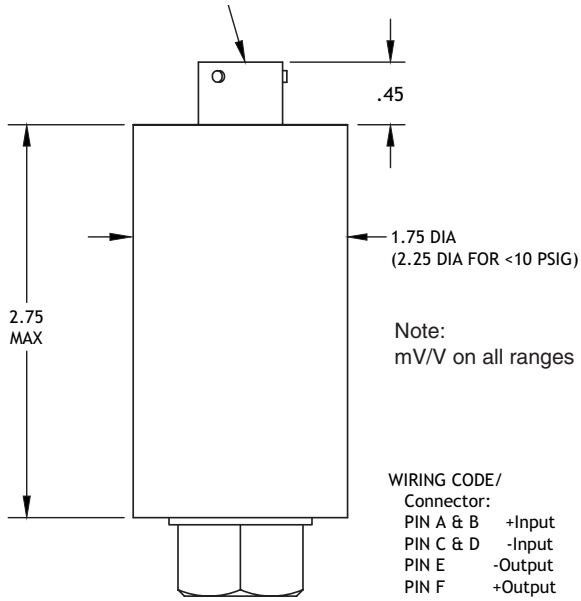 .45
1.75 DIA
(2.25 DIA FOR <10 PSIG)
2.75
MAX
Note:
mV/V on all ranges
WIRING CODE/
Connector:
PIN A & B +Input
PIN C & D -Input
PIN E -Output
PIN F +Output